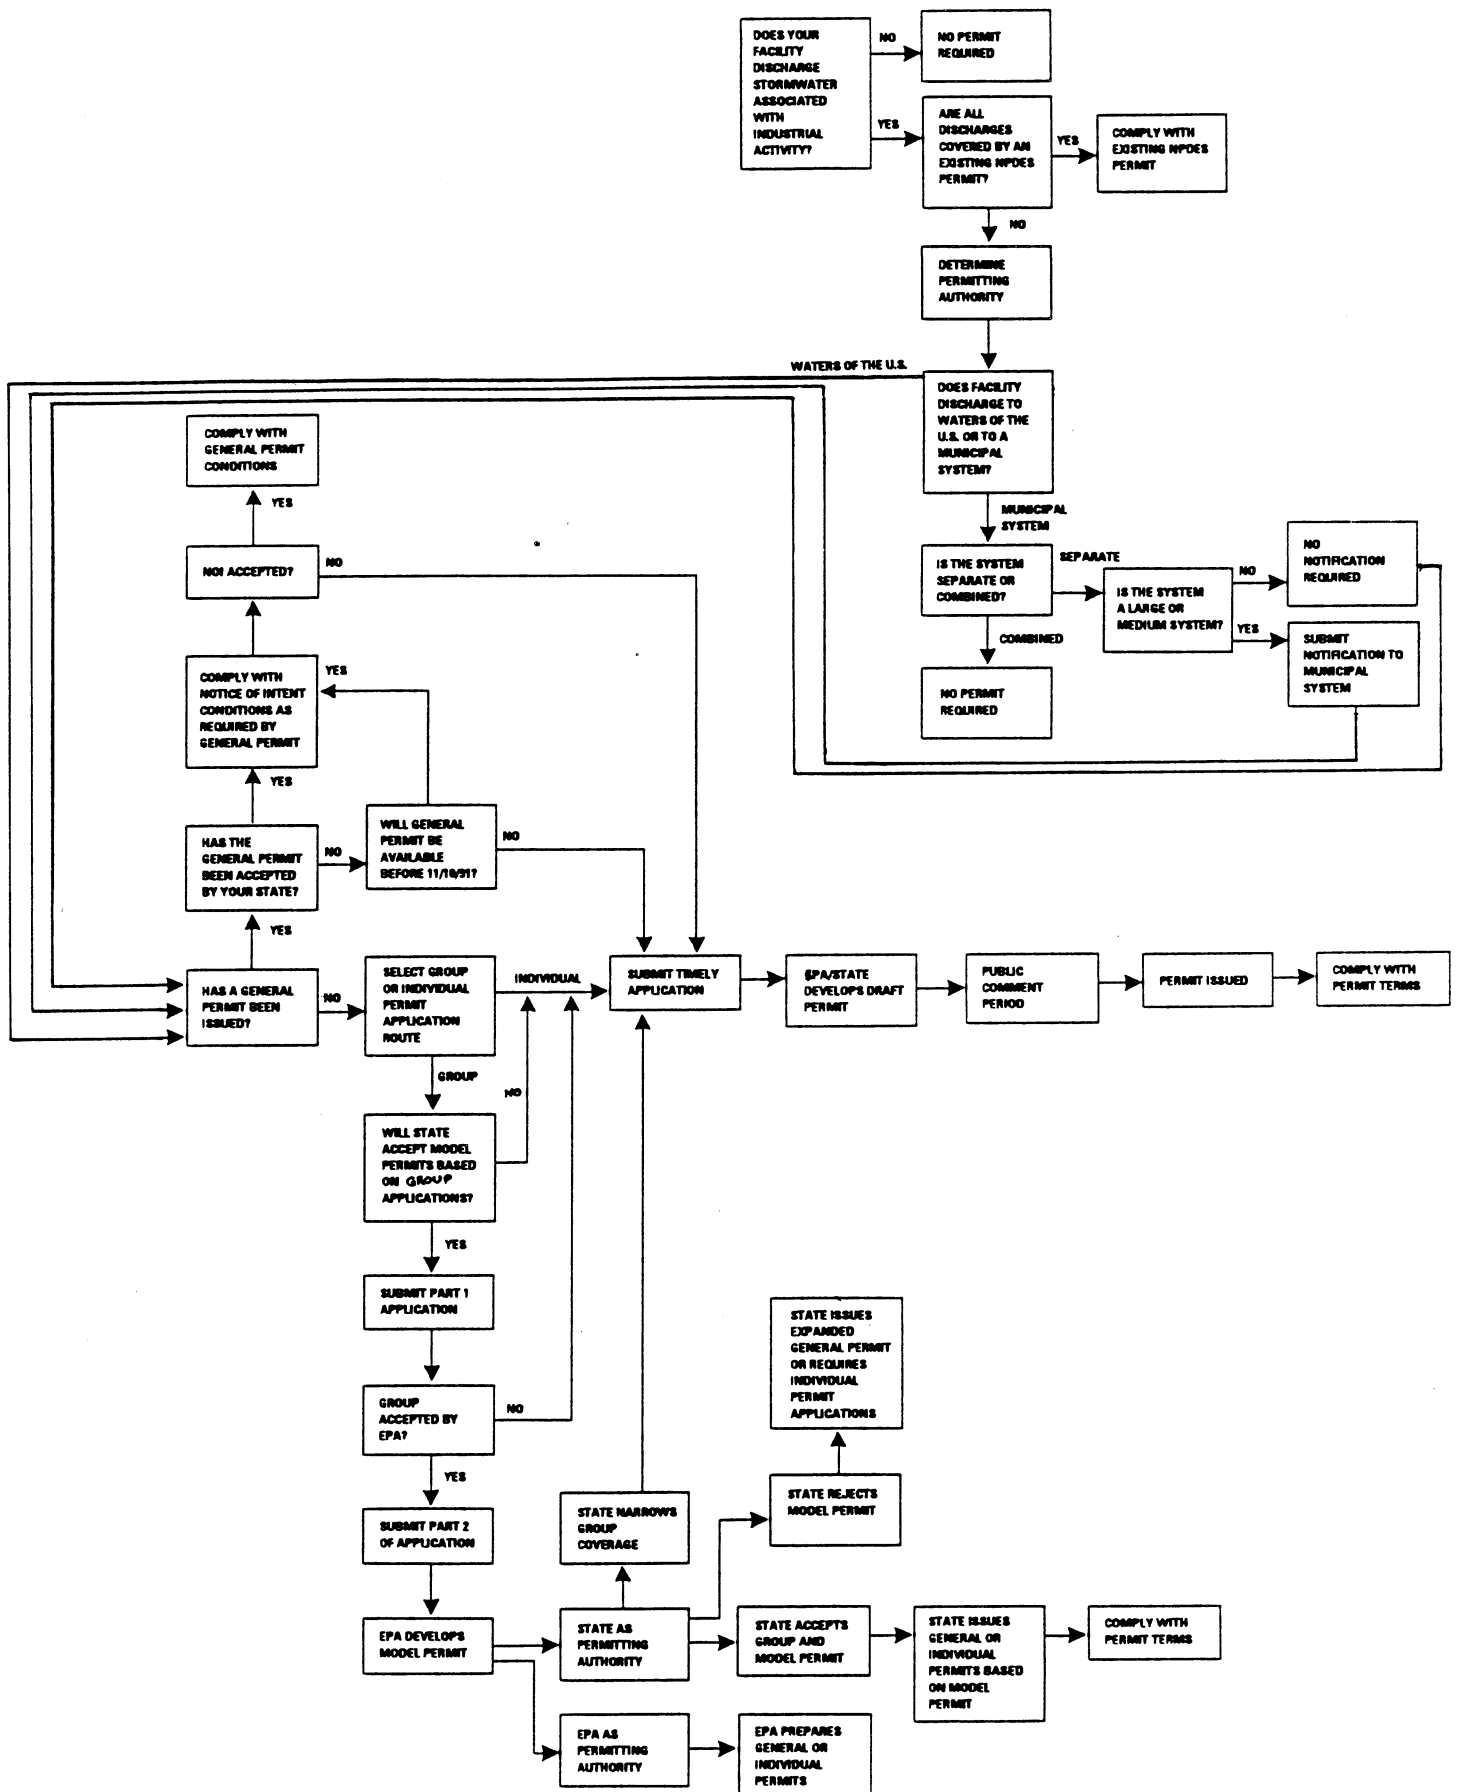 DOES YOUR
FACILITY
DISCHARGE
STORMWATER
ASSOCIATED
WITH
INDUSTRIAL
ACTIVITY?
NO
NO PERMIT
REQUIRED
YES
ARE ALL
DISCHARGES
COVERED BY AN
EXISTING NPDES
PERMIT?
YES
COMPLY WITH
EXISTING NPDES
PERMIT
NO
DETERMINE
PERMITTING
AUTHORITY
WATERS OF THE U.S.
DOES FACILITY
DISCHARGE TO
WATERS OF THE
U.S. OR TO A
MUNICIPAL
SYSTEM?
MUNICIPAL
SYSTEM
IS THE SYSTEM
SEPARATE OR
COMBINED?
SEPARATE
IS THE SYSTEM
A LARGE OR
MEDIUM SYSTEM?
NO
NO
NOTIFICATION
REQUIRED
YES
SUBMIT
NOTIFICATION TO
MUNICIPAL
SYSTEM
COMBINED
NO PERMIT
REQUIRED
COMPLY WITH
GENERAL PERMIT
CONDITIONS
YES
NOI ACCEPTED?
NO
COMPLY WITH
NOTICE OF INTENT
CONDITIONS AS
REQUIRED BY
GENERAL PERMIT
YES
YES
HAS THE
GENERAL PERMIT
BEEN ACCEPTED
BY YOUR STATE?
NO
WILL GENERAL
PERMIT BE
AVAILABLE
BEFORE 11/18/91?
NO
YES
HAS A GENERAL
PERMIT BEEN
ISSUED?
NO
SELECT GROUP
OR INDIVIDUAL
PERMIT
APPLICATION
ROUTE
INDIVIDUAL
SUBMIT TIMELY
APPLICATION
EPA/STATE
DEVELOPS DRAFT
PERMIT
PUBLIC
COMMENT
PERIOD
PERMIT ISSUED
COMPLY WITH
PERMIT TERMS
GROUP
NO
WILL STATE
ACCEPT MODEL
PERMITS BASED
ON GROUP
APPLICATIONS?
YES
SUBMIT PART 1
APPLICATION
GROUP
ACCEPTED BY
EPA?
NO
YES
SUBMIT PART 2
OF APPLICATION
EPA DEVELOPS
MODEL PERMIT
STATE NARROWS
GROUP
COVERAGE
STATE AS
PERMITTING
AUTHORITY
STATE ISSUES
EXPANDED
GENERAL PERMIT
OR REQUIRES
INDIVIDUAL
PERMIT
APPLICATIONS
STATE REJECTS
MODEL PERMIT
STATE ACCEPTS
GROUP AND
MODEL PERMIT
STATE ISSUES
GENERAL OR
INDIVIDUAL
PERMITS BASED
ON MODEL
PERMIT
COMPLY WITH
PERMIT TERMS
EPA AS
PERMITTING
AUTHORITY
EPA PREPARES
GENERAL OR
INDIVIDUAL
PERMITS